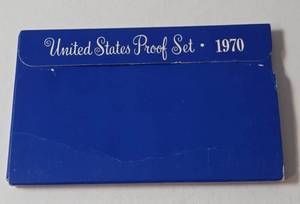 United States Proof Set • 1970